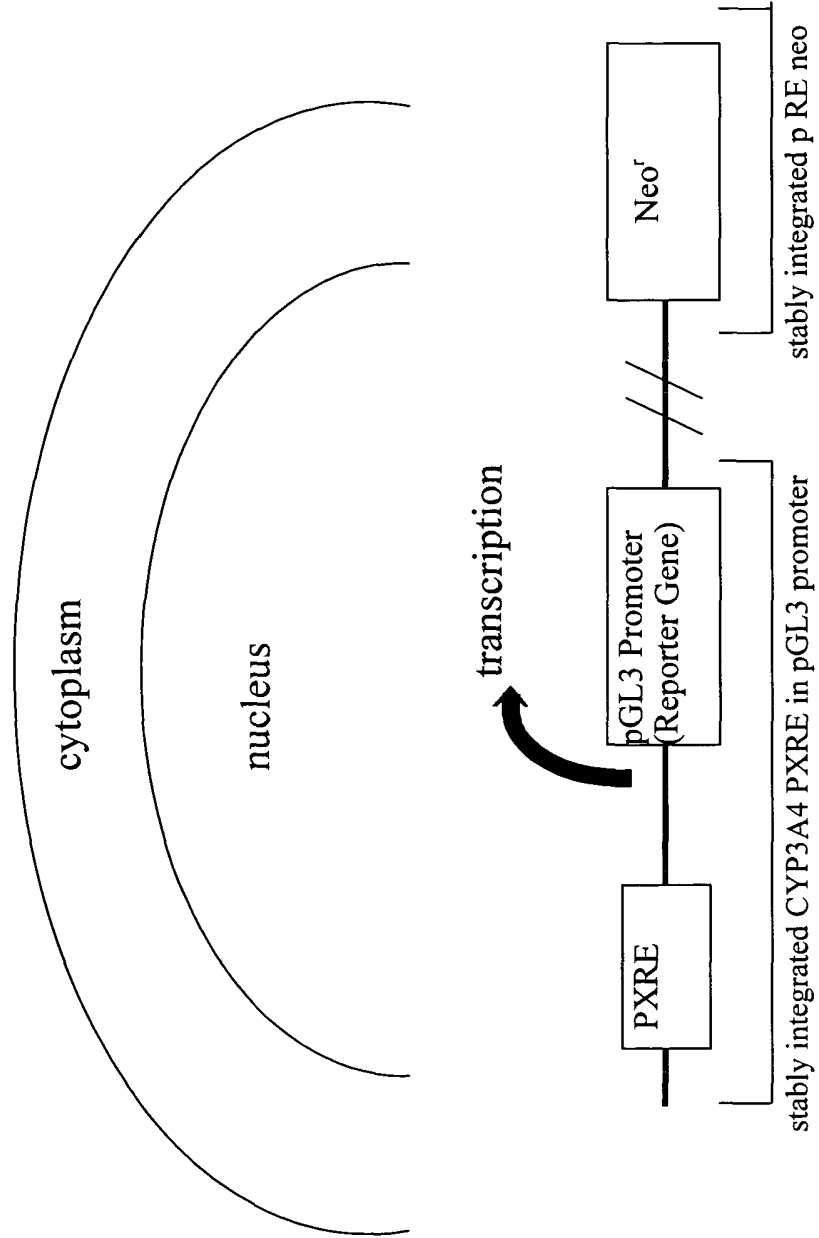 cytoplasm
nucleus
transcription
PXRE
pGL3 Promoter
(Reporter Gene)
Neoʳ
stably integrated CYP3A4 PXRE in pGL3 promoter
stably integrated p RE neo